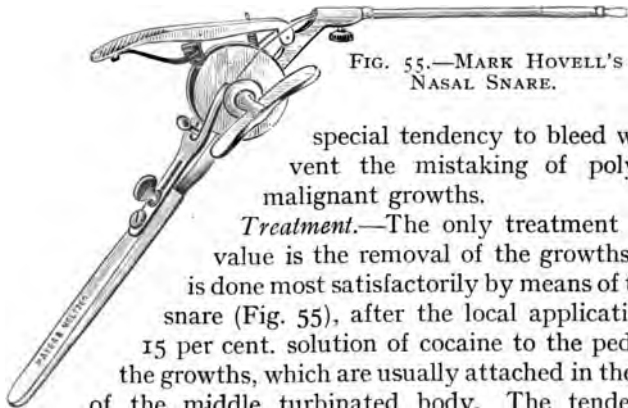 FIG. 55.—MARK HOVELL'S
NASAL SNARE.
special tendency to bleed w
vent the mistaking of poly
malignant growths.
Treatment.—The only treatment
value is the removal of the growths
is done most satisfactorily by means of t
snare (Fig. 55), after the local applicati
15 per cent. solution of cocaine to the ped
the growths, which are usually attached in the
of the middle turbinated body. The tende
MAYER & MELTZER